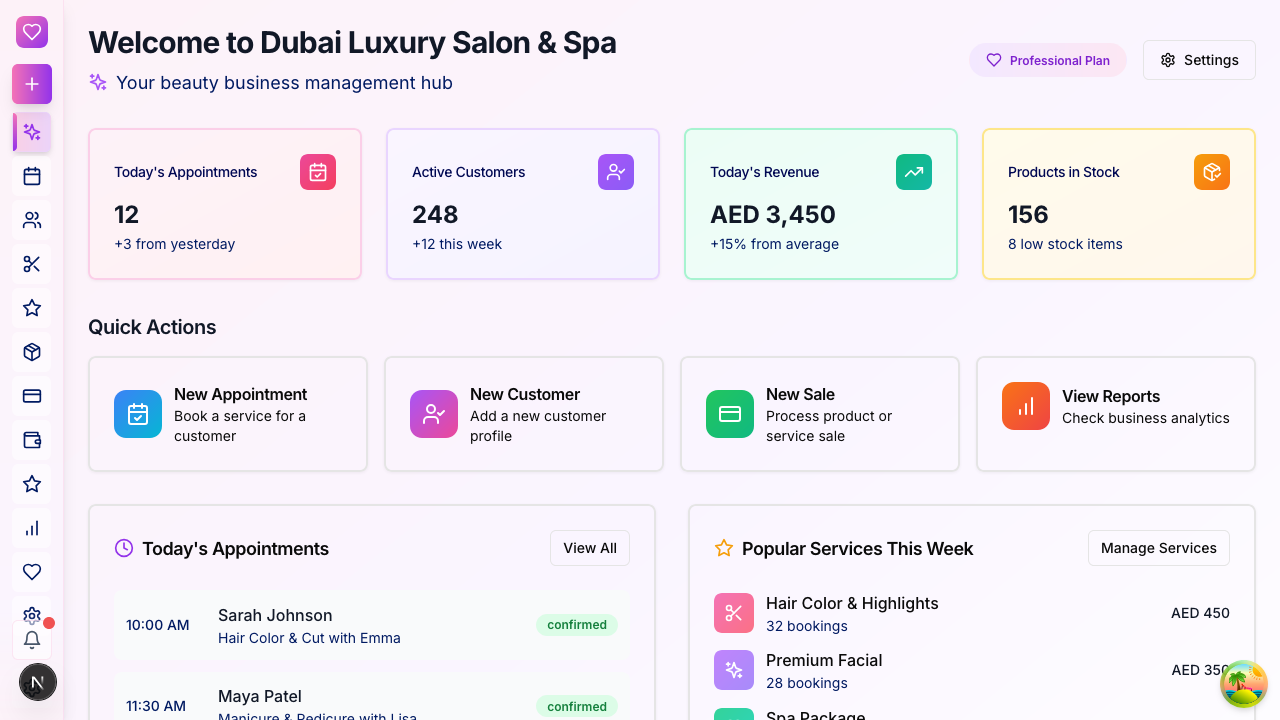 Welcome to Dubai Luxury Salon & Spa
Your beauty business management hub
Professional Plan
Settings
Today's Appointments
12
+3 from yesterday
Active Customers
248
+12 this week
Today's Revenue
AED 3,450
+15% from average
Products in Stock
156
8 low stock items
Quick Actions
New Appointment
Book a service for a
customer
New Customer
Add a new customer
profile
New Sale
Process product or
service sale
View Reports
Check business analytics
Today's Appointments
View All
10:00 AM
Sarah Johnson
Hair Color & Cut with Emma
confirmed
11:30 AM
Maya Patel
Manicure & Pedicure with Lisa
confirmed
Popular Services This Week
Manage Services
Hair Color & Highlights
32 bookings
AED 450
Premium Facial
28 bookings
AED 350
Spa Package
N